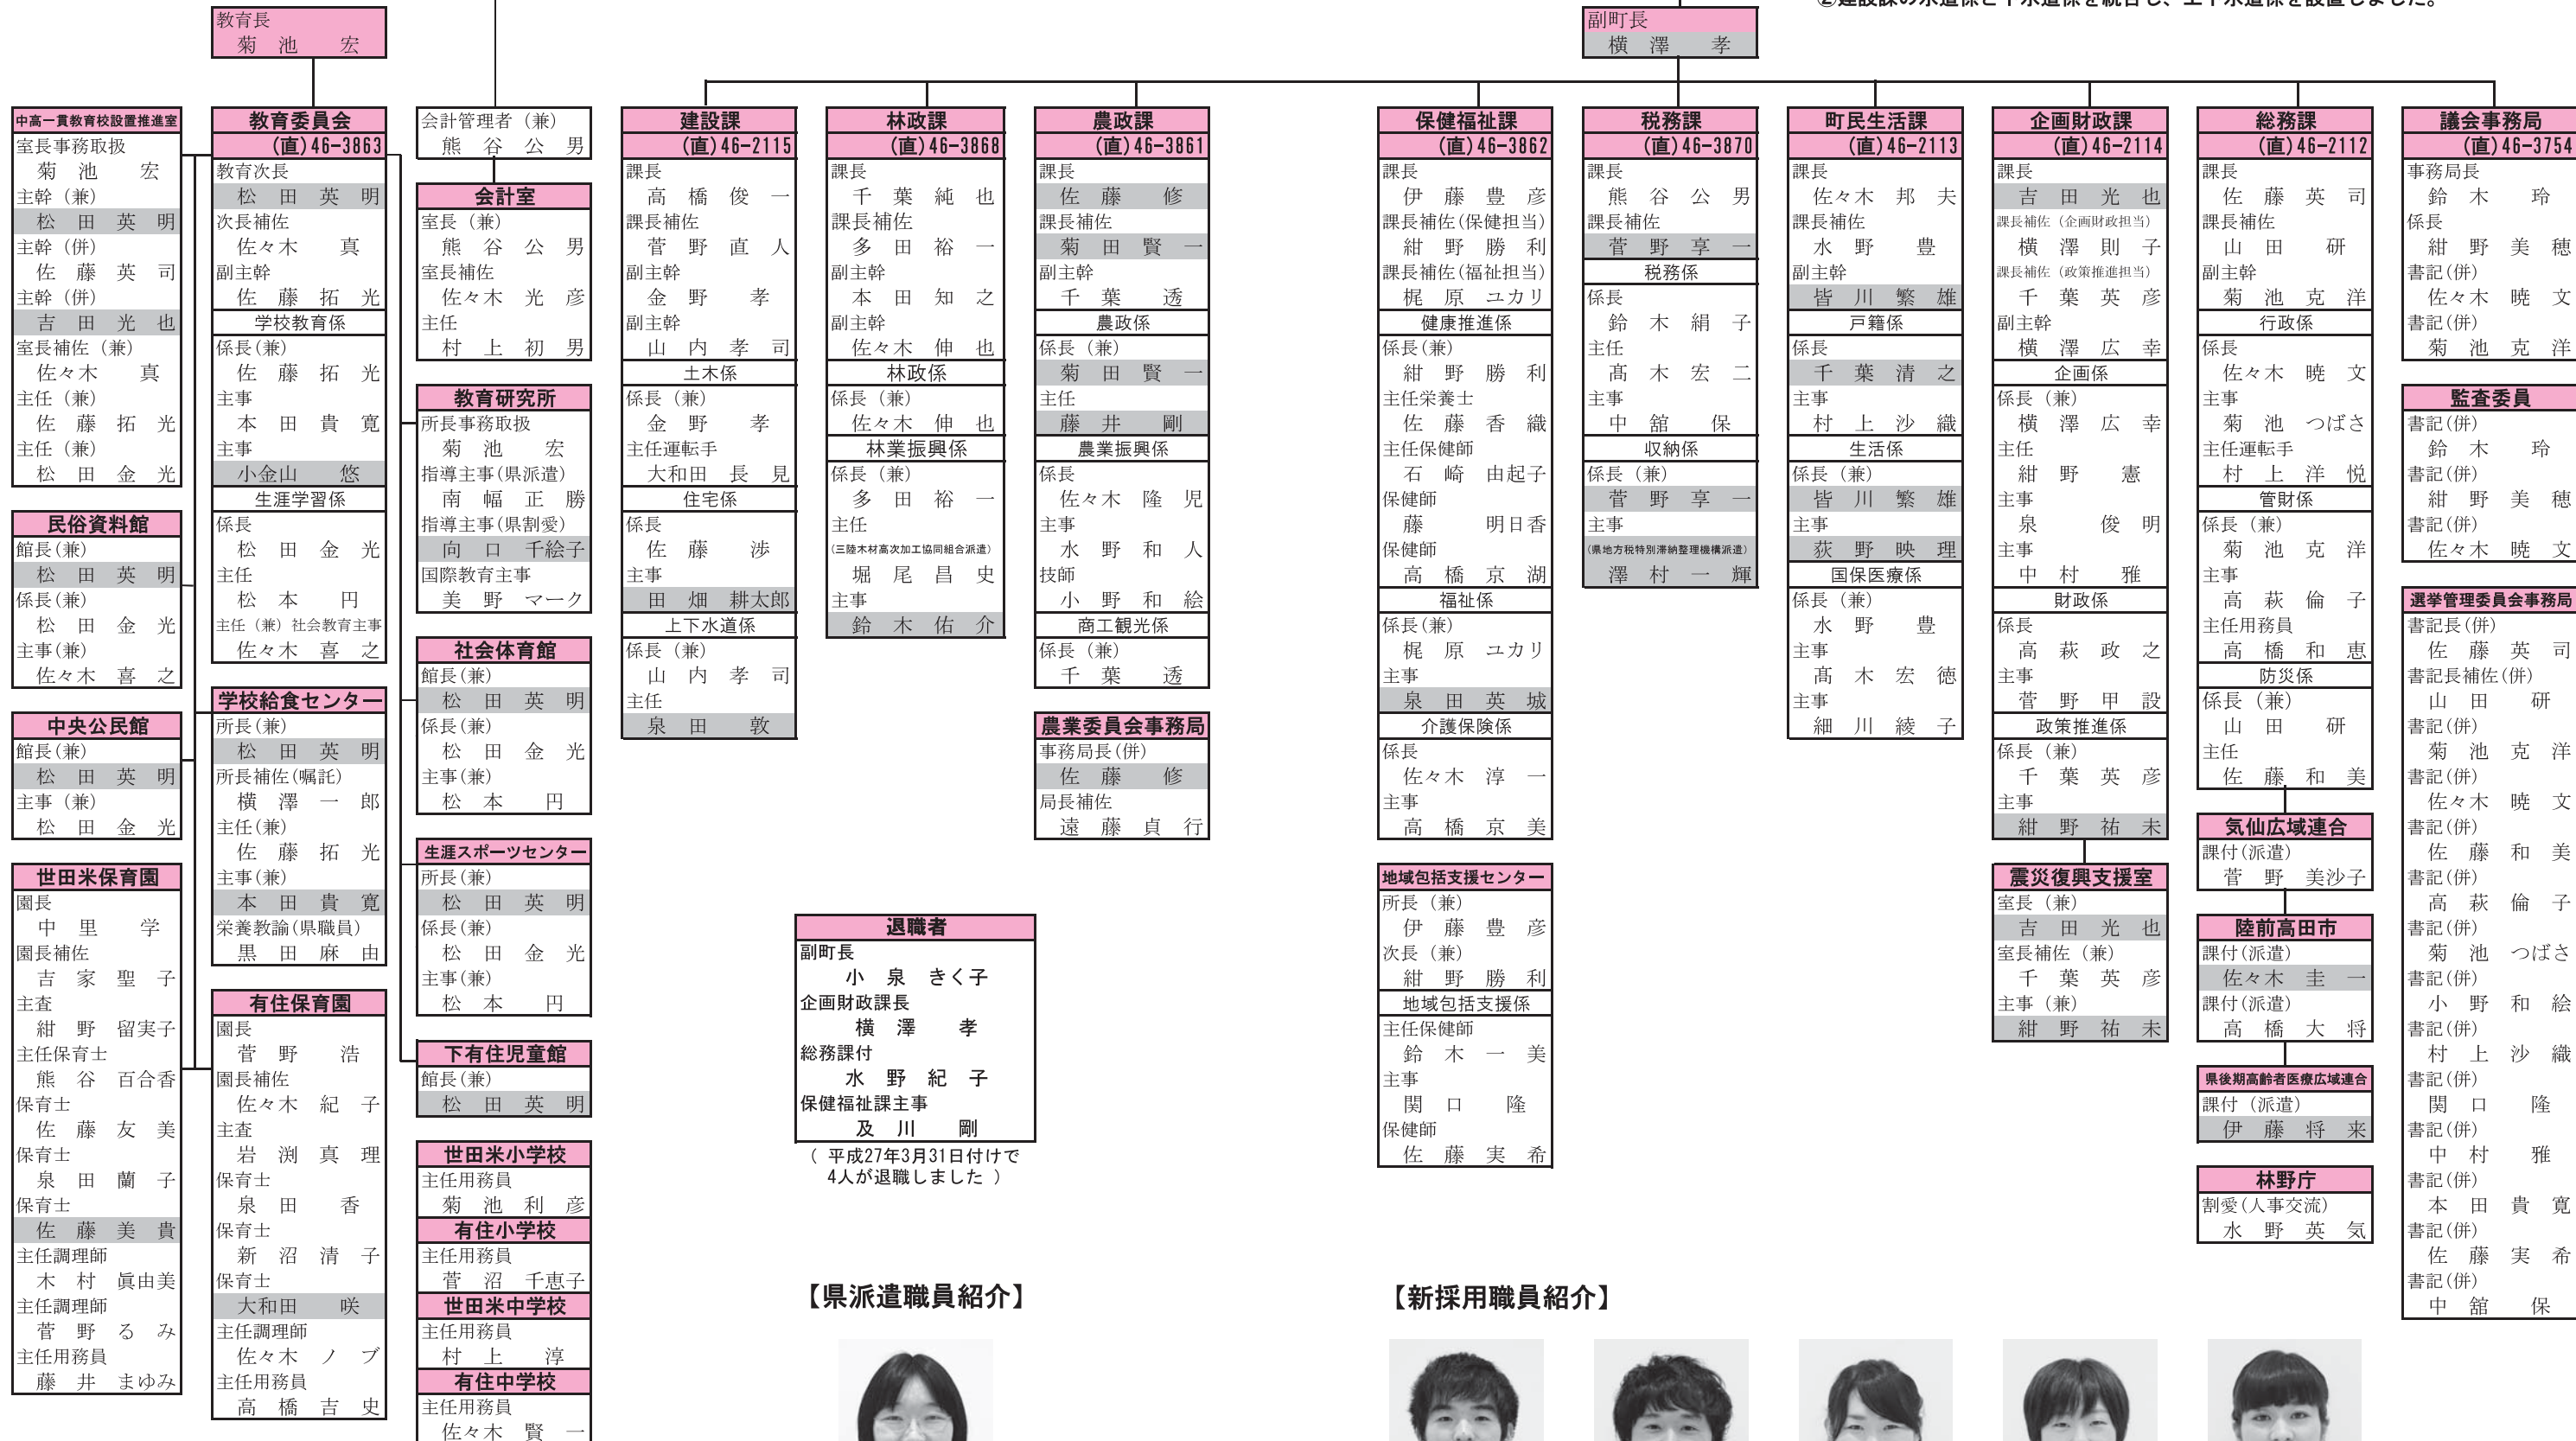 ②建設課の水道係と下水道係を統合し、上下水道係を設置しました。
教育長
菊池 宏
副町長
横澤 孝
中高一貫教育校設置推進室
室長事務取扱
菊池 宏
主幹（兼）
松田英明
主幹（併）
佐藤英司
主幹（併）
吉田光也
室長補佐（兼）
佐々木 真
主任（兼）
佐藤拓光
主任（兼）
松田金光
民俗資料館
館長(兼)
松田英明
係長(兼)
松田金光
主事(兼)
佐々木喜之
中央公民館
館長(兼)
松田英明
主事（兼）
松田金光
世田米保育園
園長
中里 学
園長補佐
吉家聖子
主査
紺野留実子
主任保育士
熊谷百合香
保育士
佐藤友美
保育士
泉田蘭子
保育士
佐藤美貴
主任調理師
木村眞由美
主任調理師
菅野るみ
主任用務員
藤井まゆみ
教育委員会
(直)46-3863
教育次長
松田英明
次長補佐
佐々木 真
副主幹
佐藤拓光
学校教育係
係長(兼)
佐藤拓光
主事
本田貴寛
主事
小金山 悠
生涯学習係
係長
松田金光
主任
松本 円
主任（兼）社会教育主事
佐々木喜之
学校給食センター
所長(兼)
松田英明
所長補佐(嘱託)
横澤一郎
主任(兼)
佐藤拓光
主事(兼)
本田貴寛
栄養教諭(県職員)
黒田麻由
有住保育園
園長
菅野 浩
園長補佐
佐々木紀子
主査
岩渕真理
保育士
泉田 香
保育士
新沼清子
保育士
大和田 咲
主任調理師
佐々木ノブ
主任用務員
高橋吉史
会計管理者（兼）
熊谷公男
会計室
室長（兼）
熊谷公男
室長補佐
佐々木光彦
主任
村上初男
教育研究所
所長事務取扱
菊池 宏
指導主事(県派遣)
南幅正勝
指導主事(県割愛)
向口千絵子
国際教育主事
美野マーク
社会体育館
館長(兼)
松田英明
係長(兼)
松田金光
主事(兼)
松本 円
生涯スポーツセンター
所長(兼)
松田英明
係長(兼)
松田金光
主事(兼)
松本 円
下有住児童館
館長(兼)
松田英明
世田米小学校
主任用務員
菊池利彦
有住小学校
主任用務員
菅沼千恵子
世田米中学校
主任用務員
村上 淳
有住中学校
主任用務員
佐々木賢一
建設課
(直)46-2115
課長
高橋俊一
課長補佐
菅野直人
副主幹
金野 孝
副主幹
山内孝司
土木係
係長（兼）
金野 孝
主任運転手
大和田長見
住宅係
係長
佐藤 渉
主事
田畑耕太郎
上下水道係
係長（兼）
山内孝司
主任
泉田 敦
林政課
(直)46-3868
課長
千葉純也
課長補佐
多田裕一
副主幹
本田知之
副主幹
佐々木伸也
林政係
係長（兼）
佐々木伸也
林業振興係
係長（兼）
多田裕一
主任
(三陸木材高次加工協同組合派遣)
堀尾昌史
主事
鈴木佑介
農政課
(直)46-3861
課長
佐藤 修
課長補佐
菊田賢一
副主幹
千葉 透
農政係
係長（兼）
菊田賢一
主任
藤井 剛
農業振興係
係長
佐々木隆児
主事
水野和人
技師
小野和絵
商工観光係
係長（兼）
千葉 透
農業委員会事務局
事務局長(併)
佐藤 修
局長補佐
遠藤貞行
退職者
副町長
小泉きく子
企画財政課長
横澤 孝
総務課付
水野紀子
保健福祉課主事
及川 剛
（ 平成27年3月31日付けで
4人が退職しました ）
保健福祉課
(直)46-3862
課長
伊藤豊彦
課長補佐(保健担当)
紺野勝利
課長補佐(福祉担当)
梶原ユカリ
健康推進係
係長(兼)
紺野勝利
主任栄養士
佐藤香織
主任保健師
石崎由起子
保健師
藤 明日香
保健師
高橋京湖
福祉係
係長(兼)
梶原ユカリ
主事
泉田英城
介護保険係
係長
佐々木淳一
主事
高橋京美
地域包括支援センター
所長（兼）
伊藤豊彦
次長（兼）
紺野勝利
地域包括支援係
主任保健師
鈴木一美
主事
関口 隆
保健師
佐藤実希
税務課
(直)46-3870
課長
熊谷公男
課長補佐
菅野享一
税務係
係長
鈴木絹子
主任
髙木宏二
主事
中舘 保
収納係
係長（兼）
菅野享一
主事
(県地方税特別滞納整理機構派遣)
澤村一輝
町民生活課
(直)46-2113
課長
佐々木邦夫
課長補佐
水野 豊
副主幹
皆川繁雄
戸籍係
係長
千葉清之
主事
村上沙織
生活係
係長（兼）
皆川繁雄
主事
荻野映理
国保医療係
係長（兼）
水野 豊
主事
髙木宏徳
主事
細川綾子
企画財政課
(直)46-2114
課長
吉田光也
課長補佐（企画財政担当）
横澤則子
課長補佐（政策推進担当）
千葉英彦
副主幹
横澤広幸
企画係
係長（兼）
横澤広幸
主任
紺野 憲
主事
泉 俊明
主事
中村 雅
財政係
係長
高萩政之
主事
菅野甲設
政策推進係
係長（兼）
千葉英彦
主事
紺野祐未
震災復興支援室
室長（兼）
吉田光也
室長補佐（兼）
千葉英彦
主事（兼）
紺野祐未
総務課
(直)46-2112
課長
佐藤英司
課長補佐
山田 研
副主幹
菊池克洋
行政係
係長
佐々木暁文
主事
菊池つばさ
主任運転手
村上洋悦
管財係
係長（兼）
菊池克洋
主事
高萩倫子
主任用務員
高橋和恵
防災係
係長（兼）
山田 研
主任
佐藤和美
気仙広域連合
課付(派遣)
菅野美沙子
陸前高田市
課付(派遣)
佐々木圭一
課付(派遣)
高橋大将
県後期高齢者医療広域連合
課付（派遣）
伊藤将来
林野庁
割愛(人事交流)
水野英気
議会事務局
(直)46-3754
事務局長
鈴木 玲
係長
紺野美穂
書記(併)
佐々木暁文
書記(併)
菊池克洋
監査委員
書記(併)
鈴木 玲
書記(併)
紺野美穂
書記(併)
佐々木暁文
選挙管理委員会事務局
書記長(併)
佐藤英司
書記長補佐(併)
山田 研
書記(併)
菊池克洋
書記(併)
佐々木暁文
書記(併)
佐藤和美
書記(併)
高萩倫子
書記(併)
菊池つばさ
書記(併)
小野和絵
書記(併)
村上沙織
書記(併)
関口 隆
書記(併)
中村 雅
書記(併)
本田貴寛
書記(併)
佐藤実希
書記(併)
中舘 保
【県派遣職員紹介】
【新採用職員紹介】